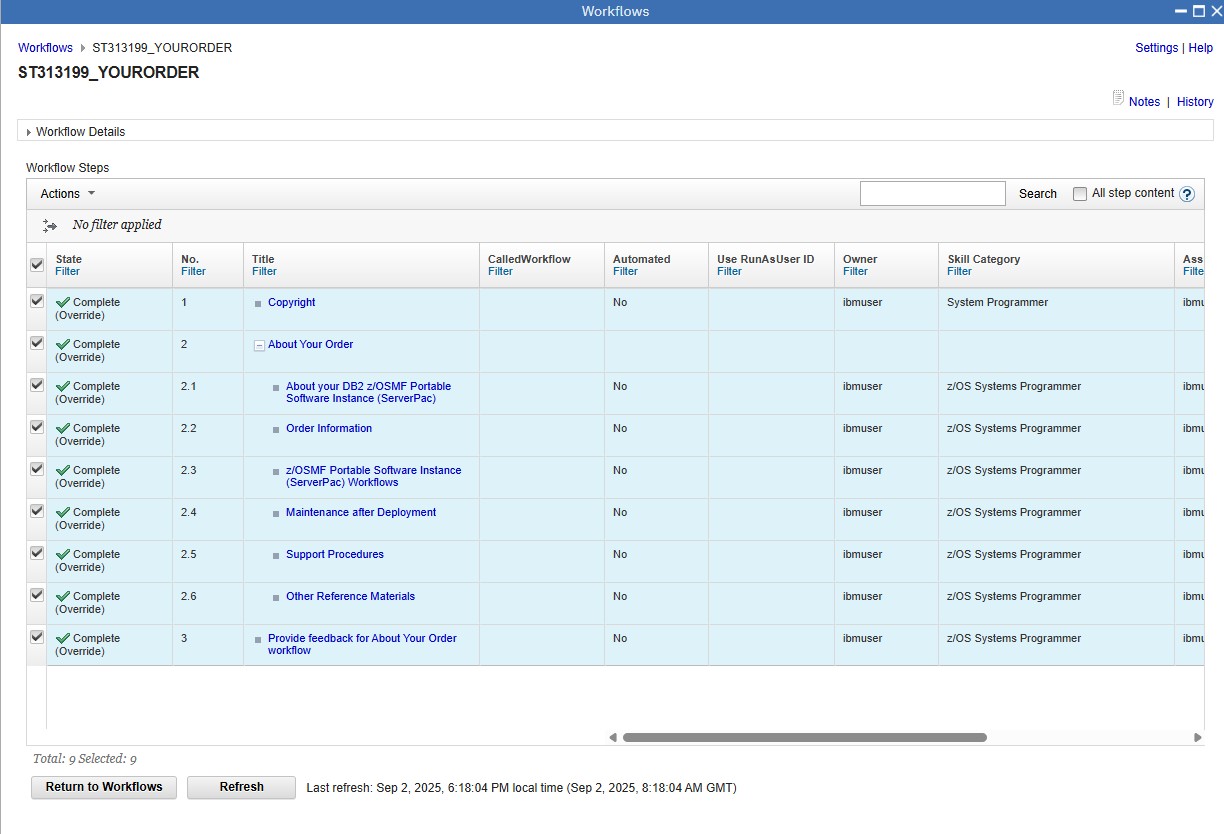 Workflows
Workflows ▸ ST313199_YOURORDER
Settings | Help
ST313199_YOURORDER
Notes | History
Workflow Details
Workflow Steps
Actions
Search
All step content
?
No filter applied
State No. Title CalledWorkflow Automated Use RunAsUser ID Owner Skill Category Ass
Filter Filter Filter Filter Filter Filter Filter Filter Filte
Complete 1 Copyright No ibmuser System Programmer ibmu
(Override)
Complete 2 About Your Order
(Override)
Complete 2.1 About your DB2 z/OSMF Portable No ibmuser z/OS Systems Programmer ibmu
(Override) Software Instance (ServerPac)
Complete 2.2 Order Information No ibmuser z/OS Systems Programmer ibmu
(Override)
Complete 2.3 z/OSMF Portable Software Instance No ibmuser z/OS Systems Programmer ibmu
(Override) (ServerPac) Workflows
Complete 2.4 Maintenance after Deployment No ibmuser z/OS Systems Programmer ibmu
(Override)
Complete 2.5 Support Procedures No ibmuser z/OS Systems Programmer ibmu
(Override)
Complete 2.6 Other Reference Materials No ibmuser z/OS Systems Programmer ibmu
(Override)
Complete 3 Provide feedback for About Your Order No ibmuser z/OS Systems Programmer ibmu
(Override) workflow
Total: 9 Selected: 9
Return to Workflows
Refresh
Last refresh: Sep 2, 2025, 6:18:04 PM local time (Sep 2, 2025, 8:18:04 AM GMT)